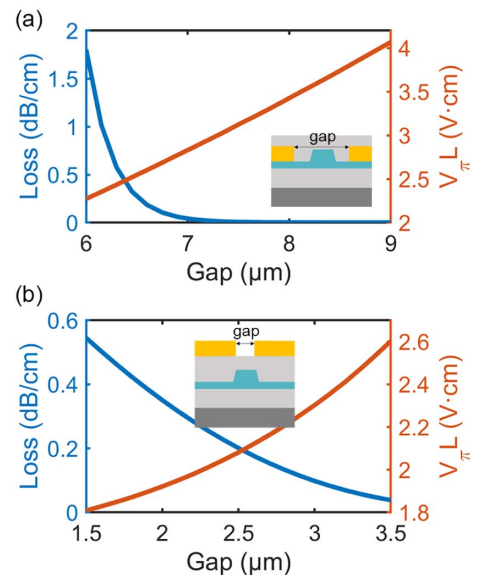 (a)
2
1.5
1
0.5
0
Loss (dB/cm)
gap
4
3.5
3
2.5
2
VπL (V·cm)
6
7
8
9
Gap (μm)
(b)
0.6
0.4
0.2
0
Loss (dB/cm)
gap
2.6
2.4
2.2
2
1.8
VπL (V·cm)
1.5
2
2.5
3
3.5
Gap (μm)